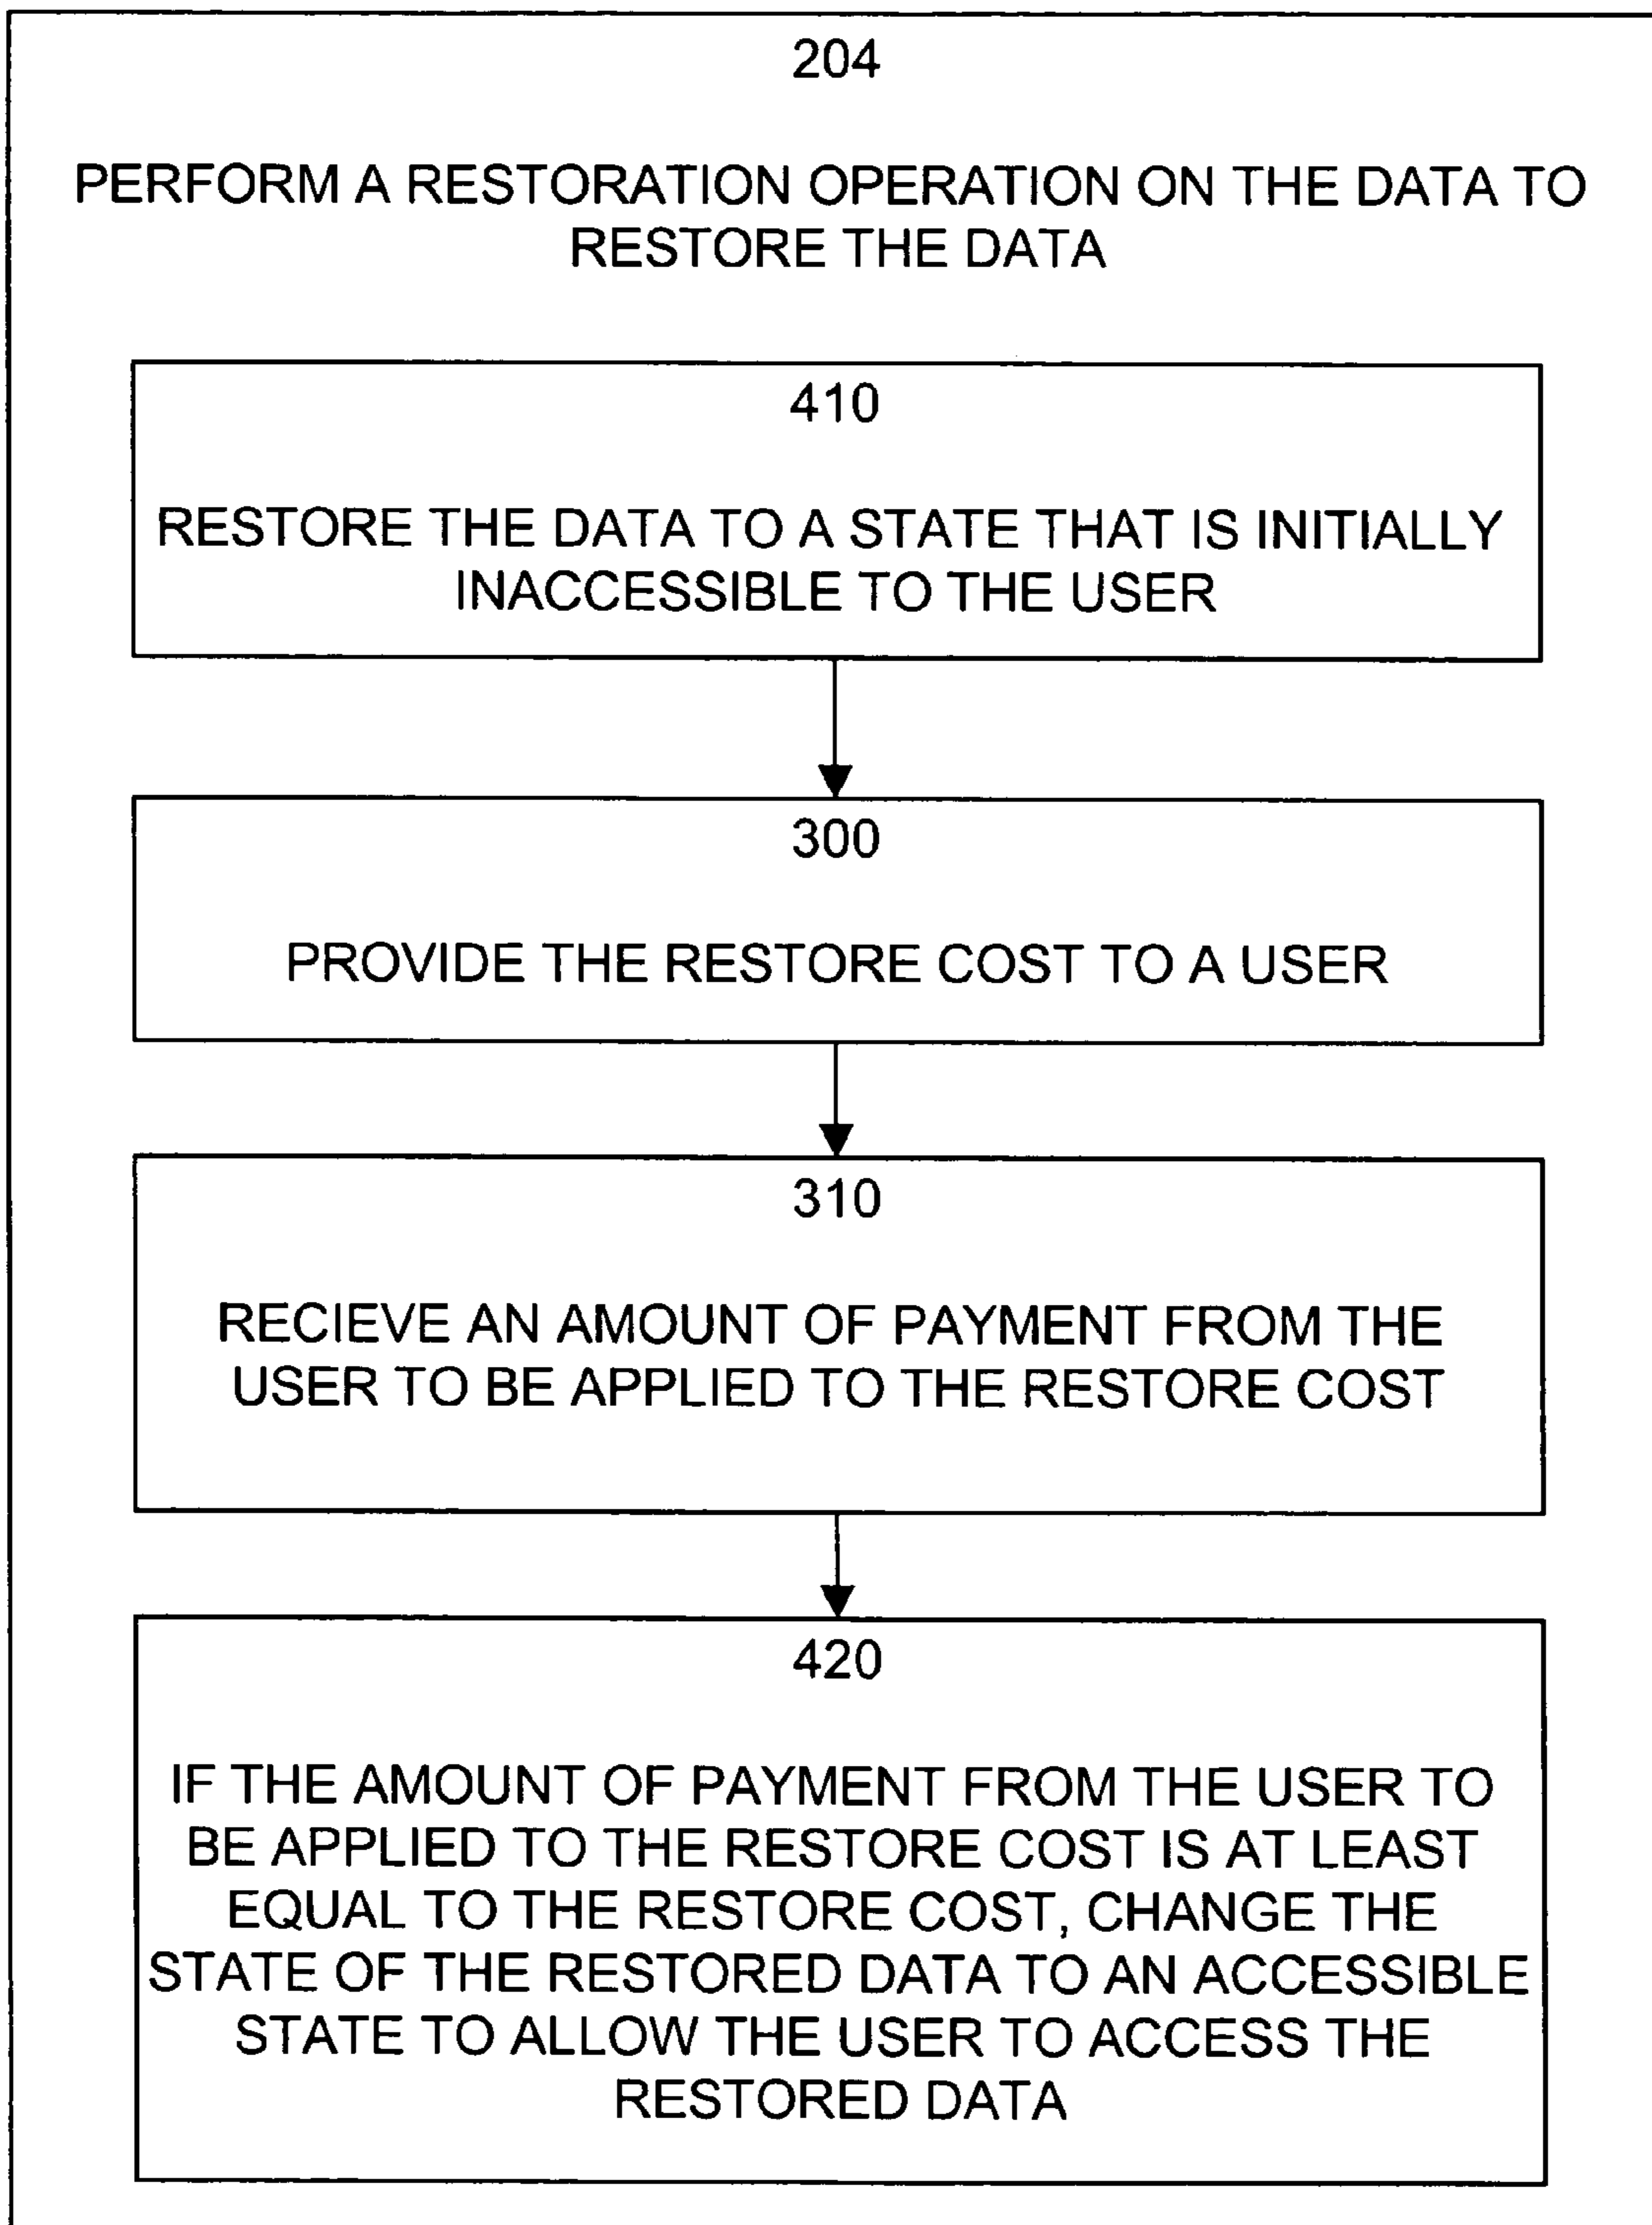 204
PERFORM A RESTORATION OPERATION ON THE DATA TO
RESTORE THE DATA
410
RESTORE THE DATA TO A STATE THAT IS INITIALLY
INACCESSIBLE TO THE USER
300
PROVIDE THE RESTORE COST TO A USER
310
RECIEVE AN AMOUNT OF PAYMENT FROM THE
USER TO BE APPLIED TO THE RESTORE COST
420
IF THE AMOUNT OF PAYMENT FROM THE USER TO
BE APPLIED TO THE RESTORE COST IS AT LEAST
EQUAL TO THE RESTORE COST, CHANGE THE
STATE OF THE RESTORED DATA TO AN ACCESSIBLE
STATE TO ALLOW THE USER TO ACCESS THE
RESTORED DATA